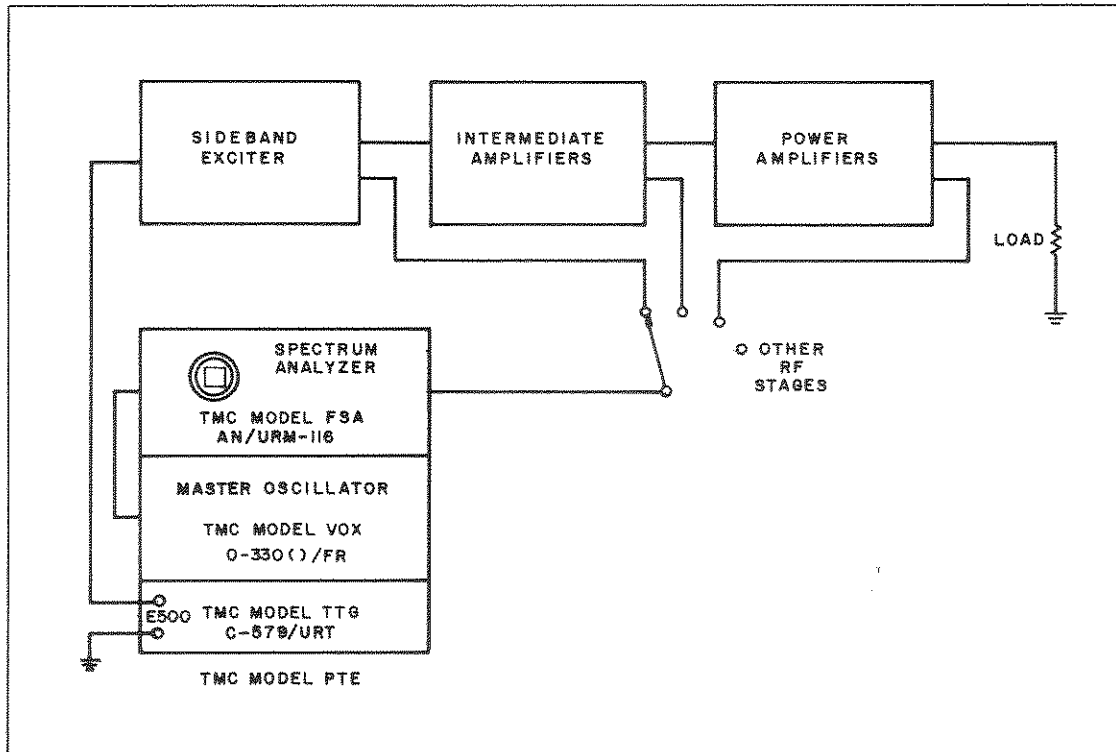 SIDEBAND
EXCITER
INTERMEDIATE
AMPLIFIERS
POWER
AMPLIFIERS
LOAD
SPECTRUM
ANALYZER
TMC MODEL FSA
AN/URM-116
O OTHER
RF
STAGES
MASTER OSCILLATOR
TMC MODEL VOX
O-330()/FR
E500
TMC MODEL TTG
C-579/URT
TMC MODEL PTE